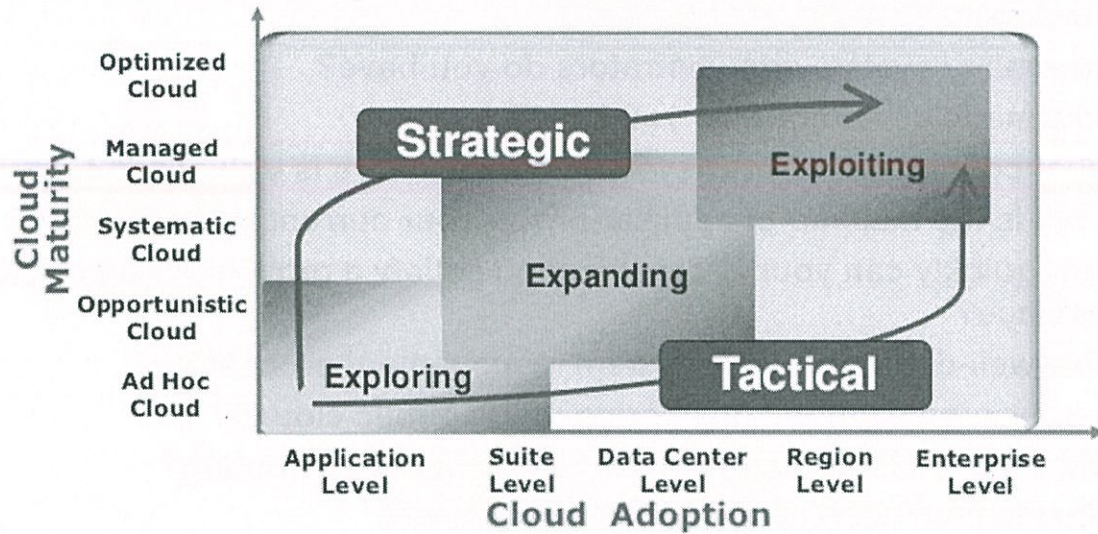 Optimized
Cloud
Managed
Cloud
Systematic
Cloud
Opportunistic
Cloud
Ad Hoc
Cloud
Cloud
Maturity
Strategic
Exploiting
Expanding
Exploring
Tactical
Application
Level
Suite
Level
Data Center
Level
Region
Level
Enterprise
Level
Cloud Adoption